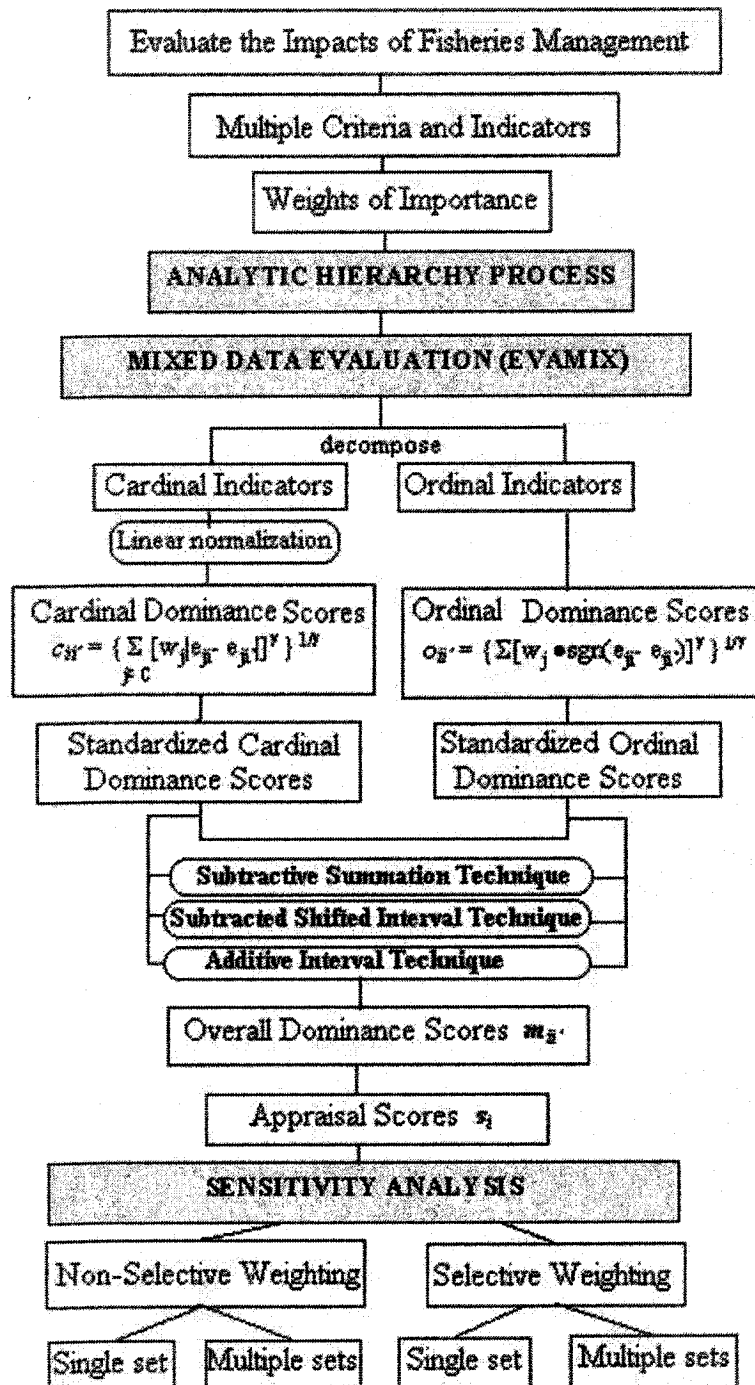 Evaluate the Impacts of Fisheries Management
Multiple Criteria and Indicators
Weights of Importance
ANALYTIC HIERARCHY PROCESS
MIXED DATA EVALUATION (EVAMIX)
decompose
Cardinal Indicators
Ordinal Indicators
Linear normalization
Cardinal Dominance Scores
Ordinal Dominance Scores
Standardized Cardinal
Dominance Scores
Standardized Ordinal
Dominance Scores
Subtractive Summation Technique
Subtracted Shifted Interval Technique
Additive Interval Technique
Overall Dominance Scores
Appraisal Scores sᵢ
SENSITIVITY ANALYSIS
Non-Selective Weighting
Selective Weighting
Single set
Multiple sets
Single set
Multiple sets